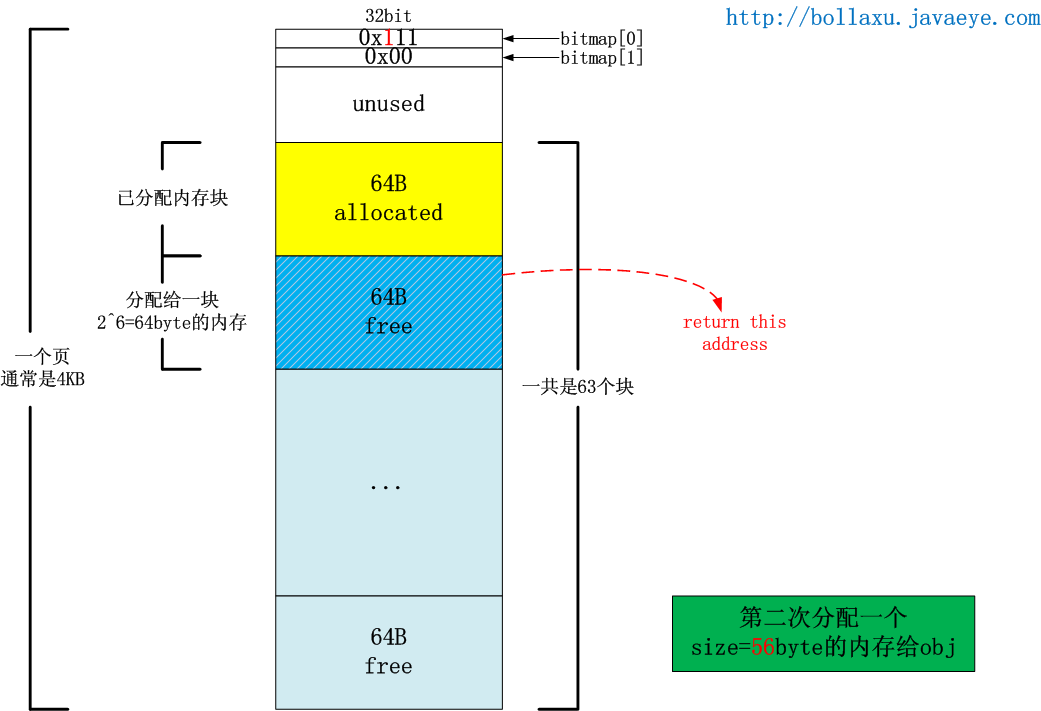 http://bollaxu.javaeye.com
32bit
0x111
bitmap[0]
0x00
bitmap[1]
unused
64B
allocated
已分配内存块
64B
free
分配给一块
2^6=64byte的内存
return this
address
一个页
通常是4KB
一共是63个块
...
64B
free
第二次分配一个
size=56byte的内存给obj